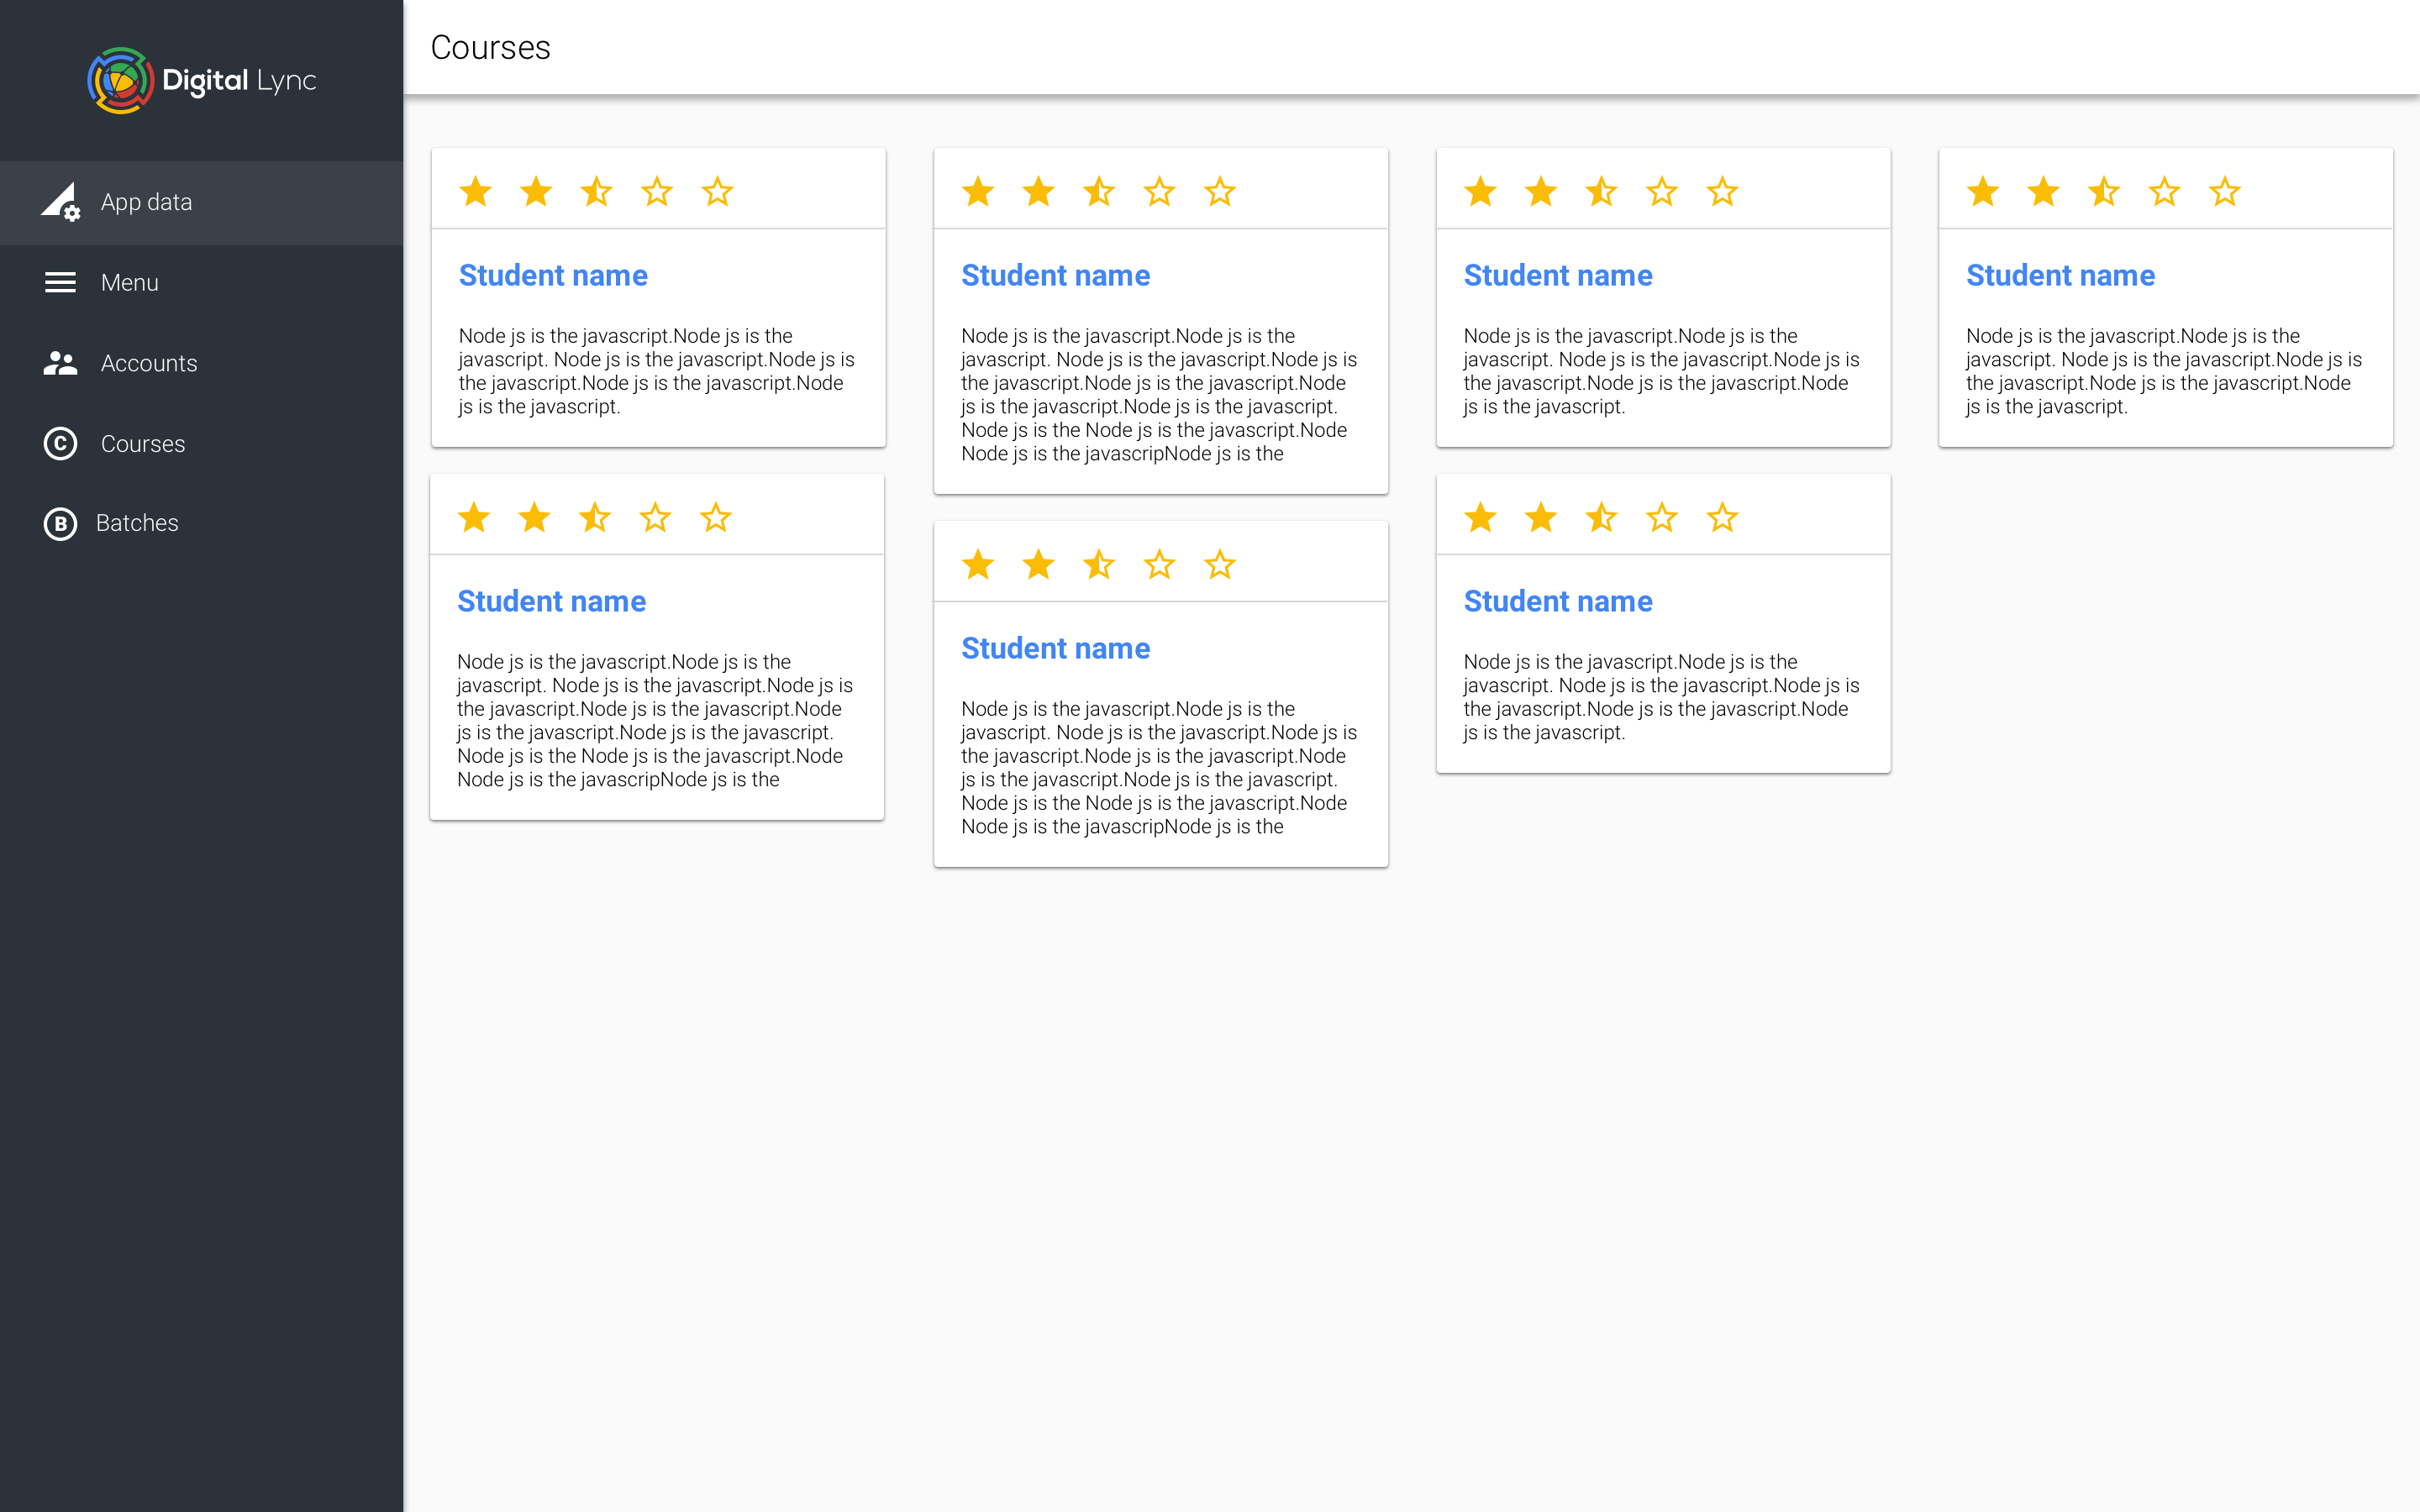 Digital Lync
App data
Menu
Accounts
C
Courses
B
Batches
Courses
Student name
Node js is the javascript.Node js is the
javascript. Node js is the javascript.Node js is
the javascript.Node js is the javascript.Node
js is the javascript.
Student name
Node js is the javascript.Node js is the
javascript. Node js is the javascript.Node js is
the javascript.Node js is the javascript.Node
js is the javascript.Node js is the javascript.
Node js is the Node js is the javascript.Node
Node js is the javascripNode js is the
Student name
Node js is the javascript.Node js is the
javascript. Node js is the javascript.Node js is
the javascript.Node js is the javascript.Node
js is the javascript.
Student name
Node js is the javascript.Node js is the
javascript. Node js is the javascript.Node js is
the javascript.Node js is the javascript.Node
js is the javascript.
Student name
Node js is the javascript.Node js is the
javascript. Node js is the javascript.Node js is
the javascript.Node js is the javascript.Node
js is the javascript.Node js is the javascript.
Node js is the Node js is the javascript.Node
Node js is the javascripNode js is the
Student name
Node js is the javascript.Node js is the
javascript. Node js is the javascript.Node js is
the javascript.Node js is the javascript.Node
js is the javascript.Node js is the javascript.
Node js is the Node js is the javascript.Node
Node js is the javascripNode js is the
Student name
Node js is the javascript.Node js is the
javascript. Node js is the javascript.Node js is
the javascript.Node js is the javascript.Node
js is the javascript.